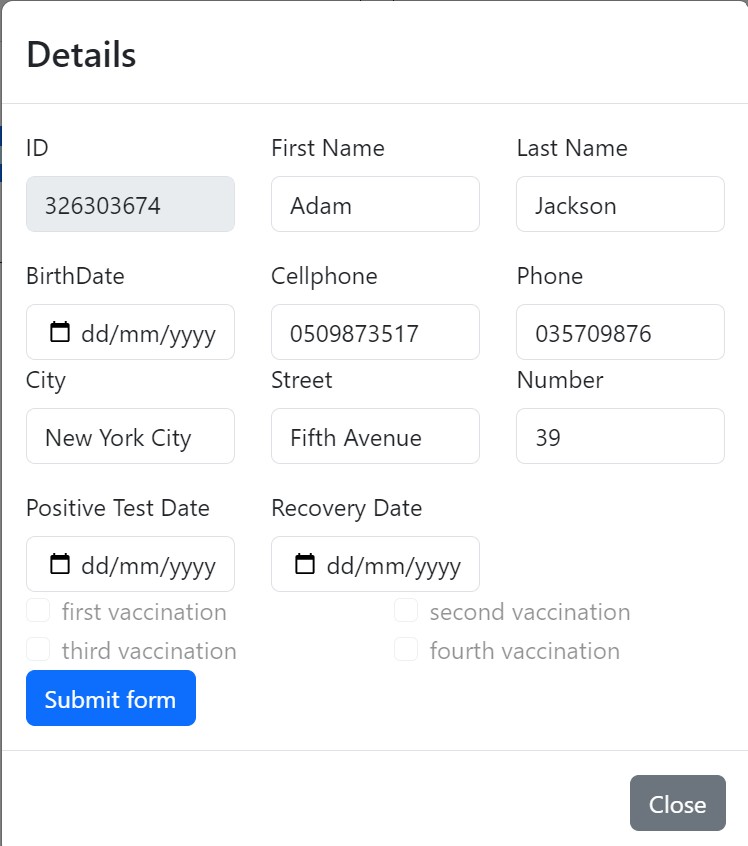 Details
ID First Name Last Name
326303674 Adam Jackson
BirthDate Cellphone Phone
dd/mm/yyyy 0509873517 035709876
City Street Number
New York City Fifth Avenue 39
Positive Test Date Recovery Date
dd/mm/yyyy dd/mm/yyyy
first vaccination second vaccination
third vaccination fourth vaccination
Submit form
Close